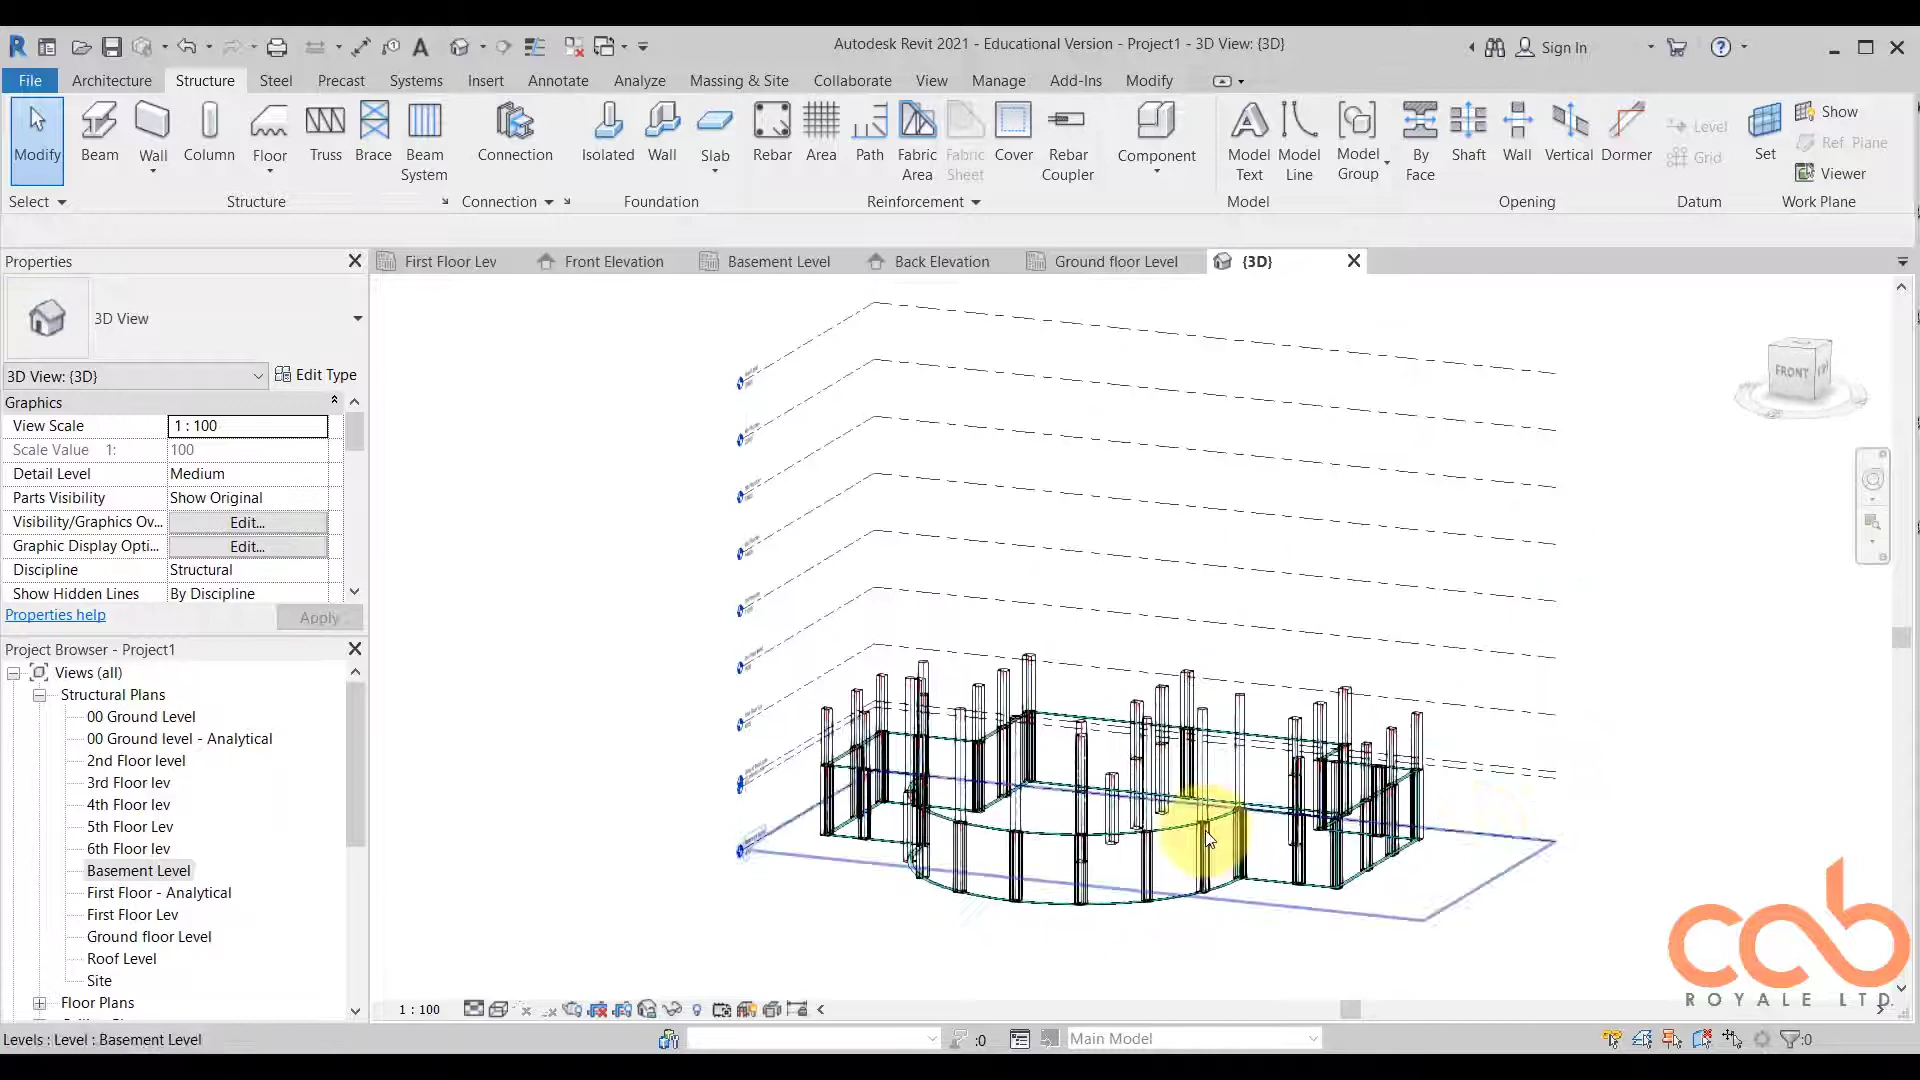 Autodesk Revit 2021 - Educational Version - Project1 - 3D View: {3D}
Sign In
File Architecture Structure Steel Precast Systems Insert Annotate Analyze Massing & Site Collaborate View Manage Add-Ins Modify
Modify
Beam
Wall
Column
Floor
Truss
Brace
Beam System
Connection
Isolated
Wall
Slab
Rebar
Area
Path
Fabric Area
Fabric Sheet
Cover
Rebar Coupler
Component
Model Text
Model Line
Model Group
By Face
Shaft
Wall
Vertical
Dormer
Level
Grid
Set
Show
Ref Plane
Viewer
Select
Structure
Connection
Foundation
Reinforcement
Model
Opening
Datum
Work Plane
Properties
First Floor Lev
Front Elevation
Basement Level
Back Elevation
Ground floor Level
{3D}
3D View
3D View: {3D}
Edit Type
Graphics
View Scale 1 : 100
Scale Value 1: 100
Detail Level Medium
Parts Visibility Show Original
Visibility/Graphics Ov... Edit...
Graphic Display Opti... Edit...
Discipline Structural
Show Hidden Lines By Discipline
Properties help
Apply
Project Browser - Project1
Views (all)
Structural Plans
00 Ground Level
00 Ground level - Analytical
2nd Floor level
3rd Floor lev
4th Floor lev
5th Floor Lev
6th Floor lev
Basement Level
First Floor - Analytical
First Floor Lev
Ground floor Level
Roof Level
Site
Floor Plans
FRONT
1 : 100
Levels : Level : Basement Level
:0
Main Model
:0
cab
ROYALE LTD.